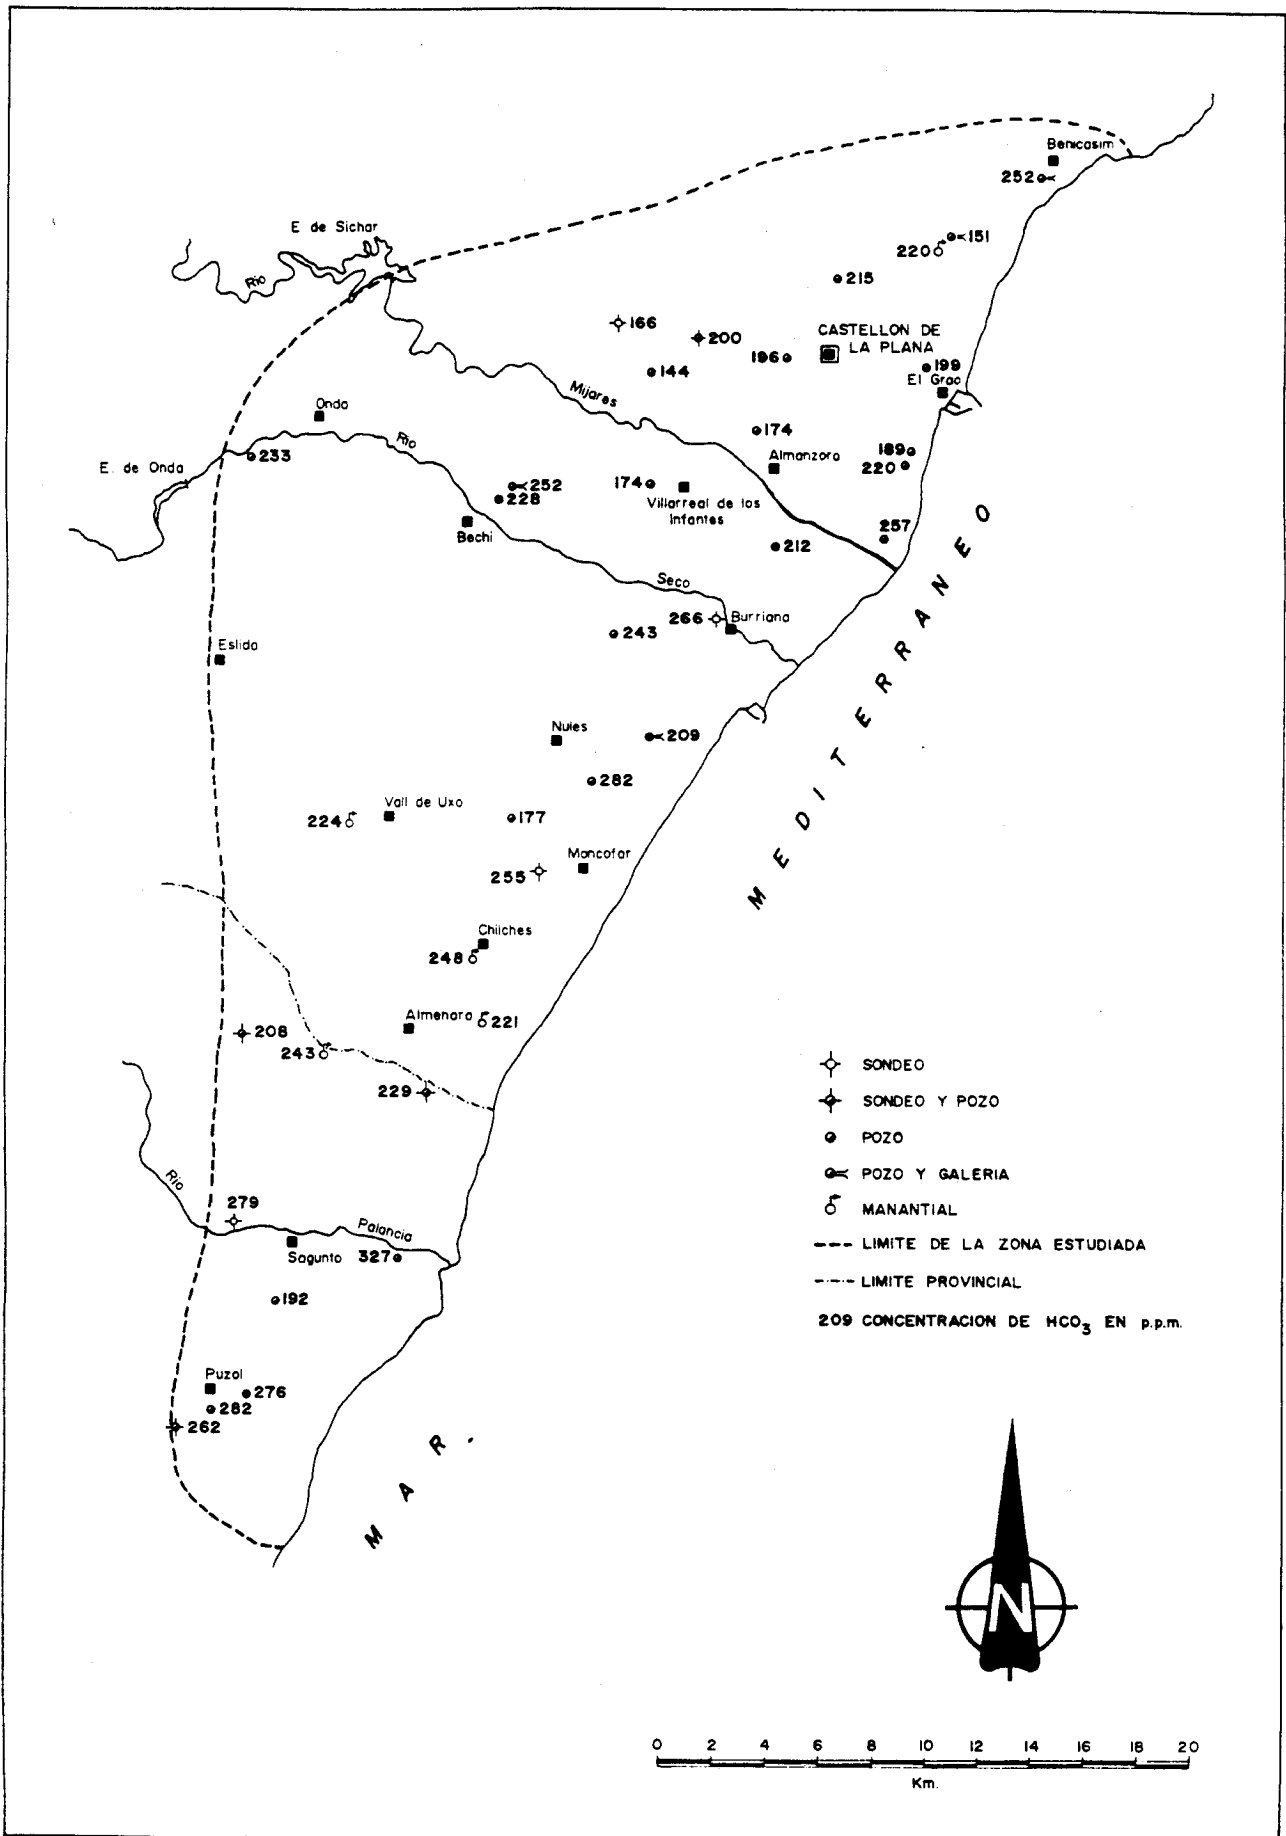 Benicasim
252
E de Sichar
151
220
Rio
215
166
200
CASTELLON DE
LA PLANA
196
199
144
El Grao
Mijares
Onda
174
Rio
189
233
220
Almanzora
E. de Onda
252
174
228
Villarreal de los
Infantes
Bechi
257
212
Seco
266
Burriana
243
Eslida
Nules
209
282
Vall de Uxo
224
177
Moncofar
255
Chilches
248
Almenara
221
208
243
229
Rio
279
Palancia
Sagunto
327
192
Puzol
276
282
262
MAR
MEDITERRANEO
SONDEO
SONDEO Y POZO
POZO
POZO Y GALERIA
MANANTIAL
LIMITE DE LA ZONA ESTUDIADA
LIMITE PROVINCIAL
209 CONCENTRACION DE HCO3 EN p.p.m.
N
0 2 4 6 8 10 12 14 16 18 20
Km.